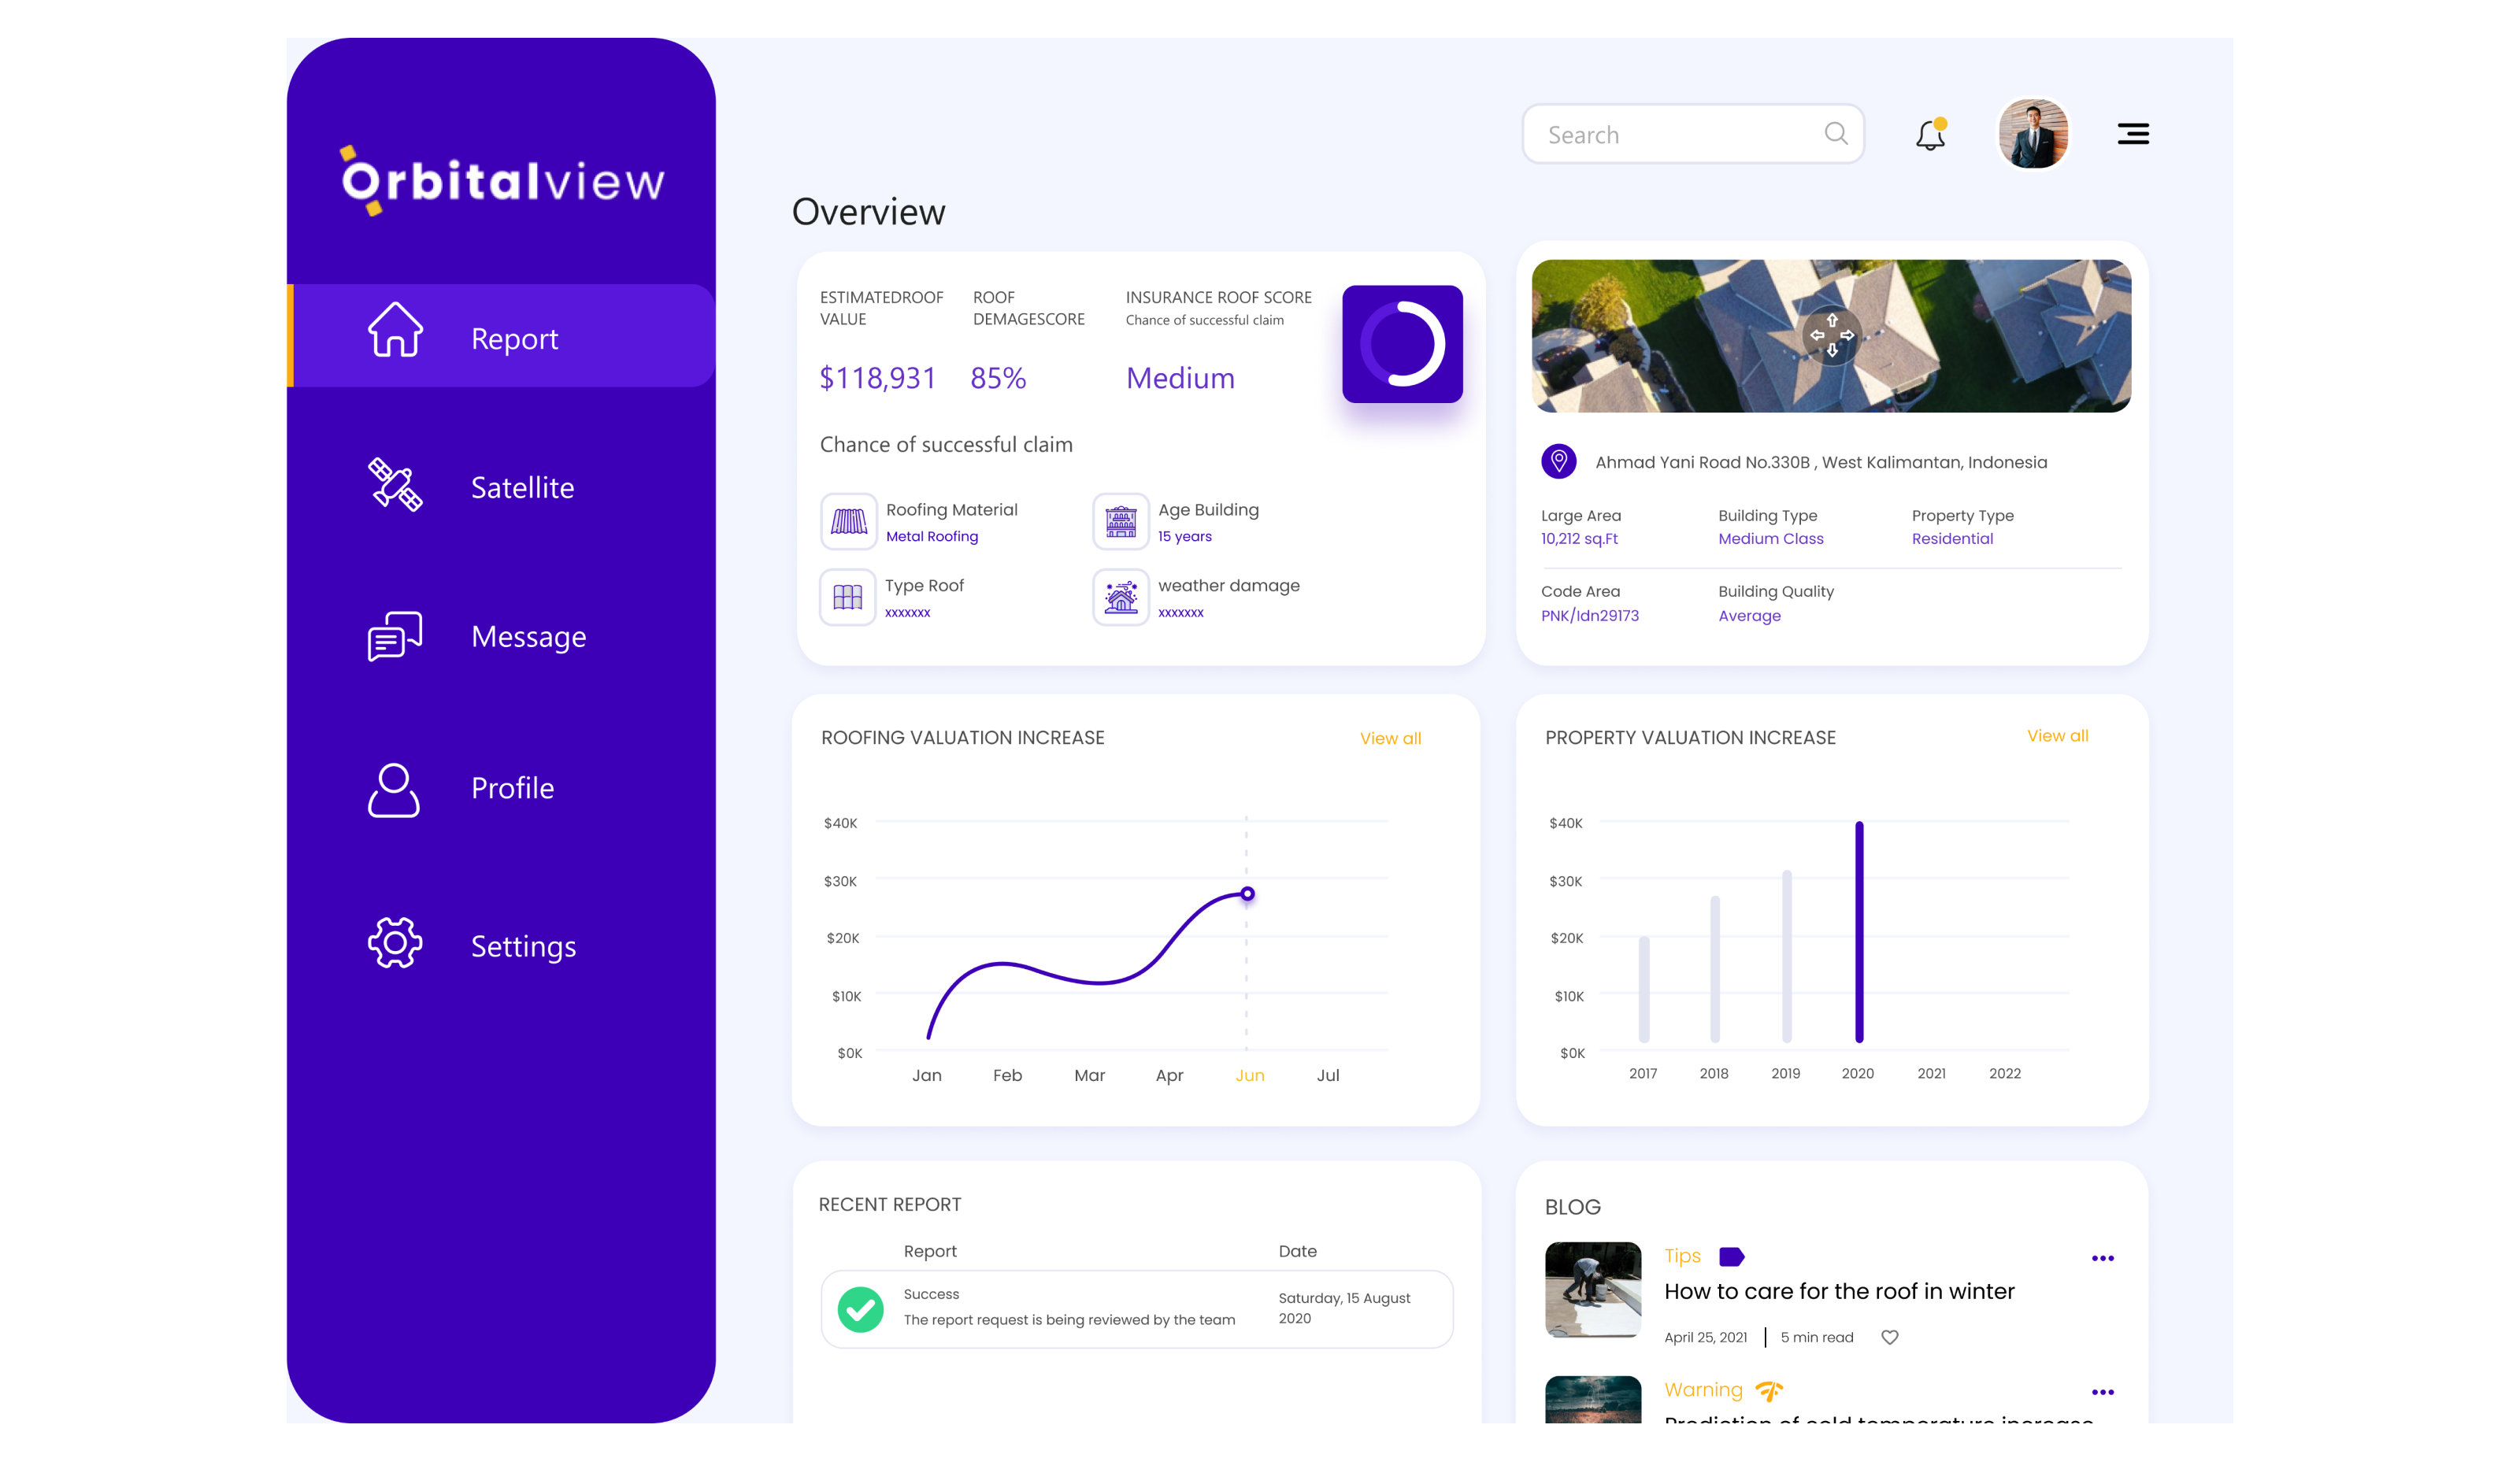 Orbitalview
Report
Satellite
Message
Profile
Settings
Search
Overview
ESTIMATEDROOF
VALUE
$118,931
ROOF
DEMAGESCORE
85%
INSURANCE ROOF SCORE
Chance of successful claim
Medium
Chance of successful claim
Roofing Material
Metal Roofing
Age Building
15 years
Type Roof
xxxxxxx
weather damage
xxxxxxx
Ahmad Yani Road No.330B , West Kalimantan, Indonesia
Large Area
10,212 sq.Ft
Building Type
Medium Class
Property Type
Residential
Code Area
PNK/Idn29173
Building Quality
Average
ROOFING VALUATION INCREASE
View all
$40K
$30K
$20K
$10K
$0K
Jan Feb Mar Apr Jun Jul
PROPERTY VALUATION INCREASE
View all
$40K
$30K
$20K
$10K
$0K
2017 2018 2019 2020 2021 2022
RECENT REPORT
Report Date
Success
The report request is being reviewed by the team
Saturday, 15 August
2020
BLOG
Tips
How to care for the roof in winter
April 25, 2021 5 min read
Warning
Prediction of cold temperature increase